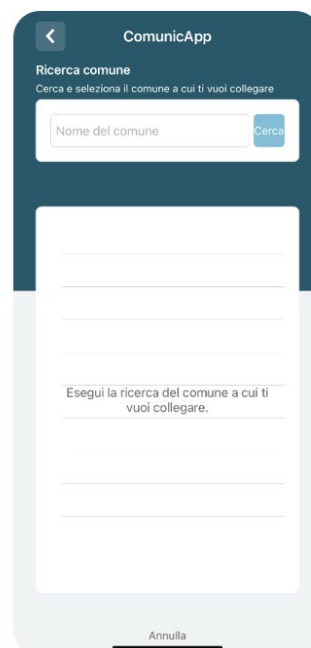 ComunicApp
Ricerca comune
Cerca e seleziona il comune a cui ti vuoi collegare
Nome del comune
Cerca
Esegui la ricerca del comune a cui ti
vuoi collegare.
Annulla